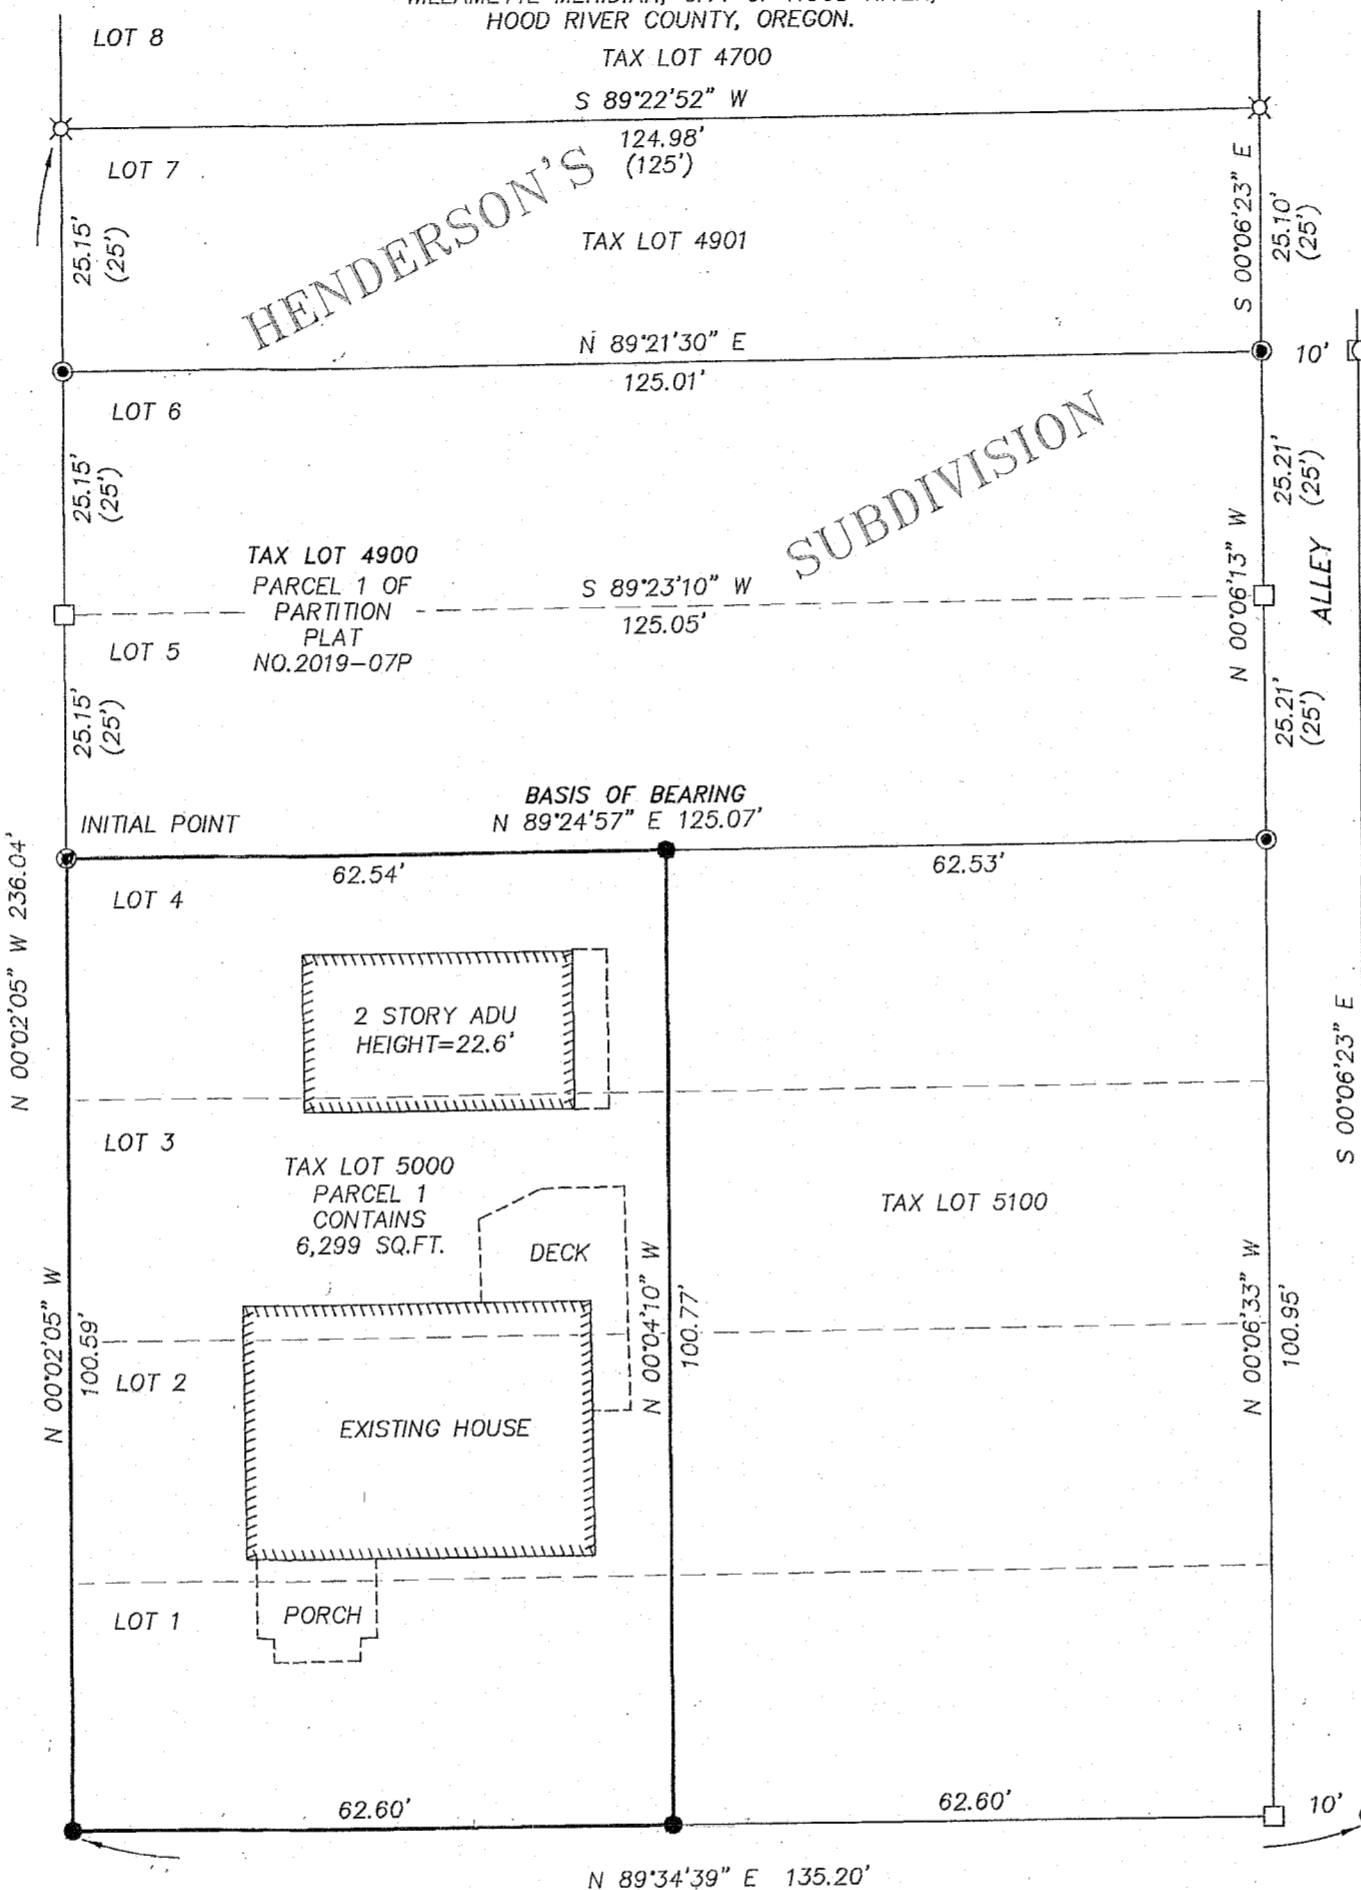 HOOD RIVER COUNTY, OREGON.
LOT 8
TAX LOT 4700
S 89°22'52" W
124.98'
(125')
LOT 7
HENDERSON'S
TAX LOT 4901
25.15'
(25')
S 00°06'23" E
25.10'
(25')
N 89°21'30" E
125.01'
10'
LOT 6
SUBDIVISION
25.15'
(25')
25.21'
(25')
TAX LOT 4900
PARCEL 1 OF
PARTITION
PLAT
NO.2019-07P
S 89°23'10" W
125.05'
N 00°06'13" W
ALLEY
LOT 5
25.15'
(25')
25.21'
(25')
BASIS OF BEARING
N 89°24'57" E 125.07'
INITIAL POINT
62.54'
62.53'
LOT 4
N 00°02'05" W 236.04'
2 STORY ADU
HEIGHT=22.6'
S 00°06'23" E
LOT 3
TAX LOT 5000
PARCEL 1
CONTAINS
6,299 SQ.FT.
DECK
TAX LOT 5100
N 00°02'05" W
100.59'
N 00°04'10" W
100.77'
N 00°06'33" W
100.95'
LOT 2
EXISTING HOUSE
LOT 1
PORCH
62.60'
62.60'
10'
N 89°34'39" E 135.20'